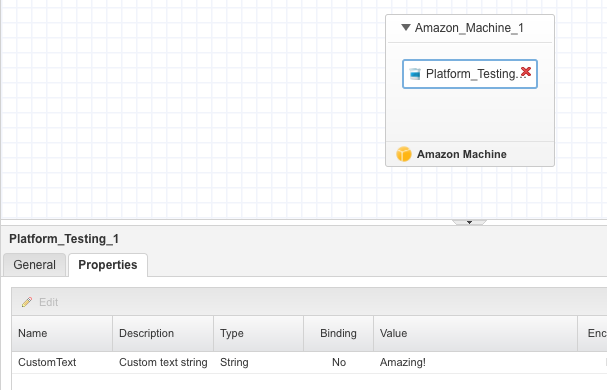 Amazon_Machine_1
Platform_Testing...
Amazon Machine
Platform_Testing_1
General Properties
Edit
Name Description Type Binding Value Enc
CustomText Custom text string String No Amazing!